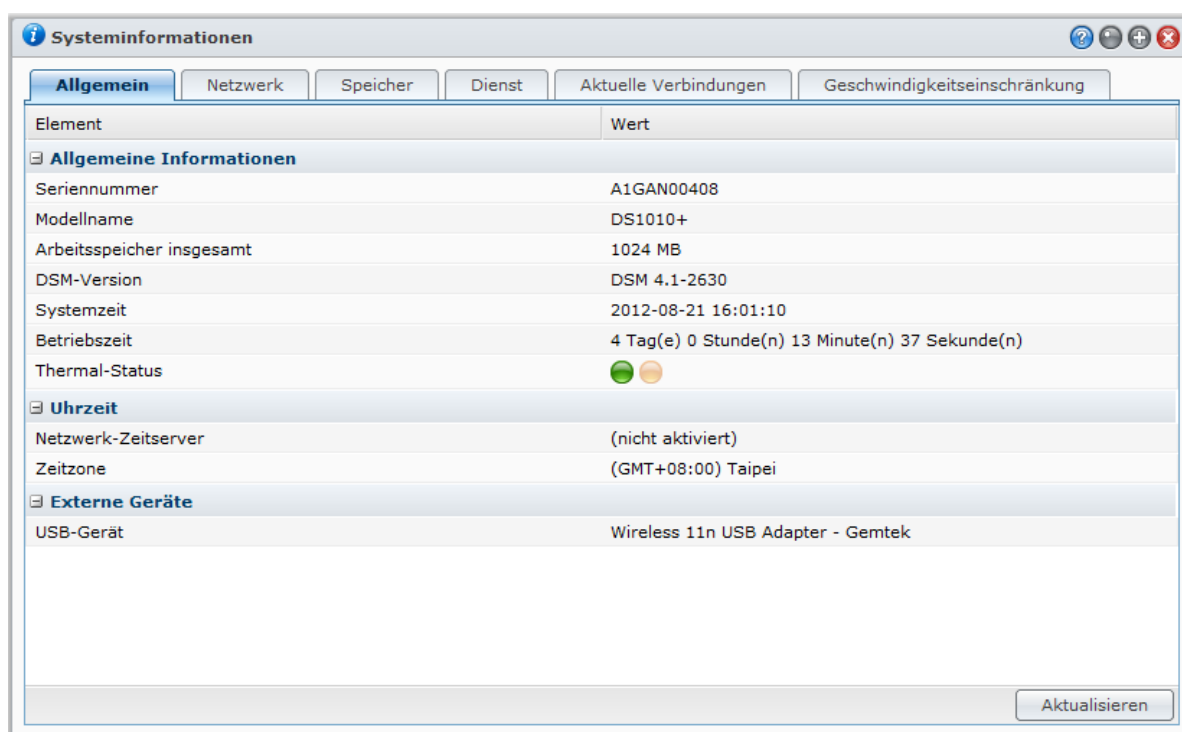 Systeminformationen
Allgemein Netzwerk Speicher Dienst Aktuelle Verbindungen Geschwindigkeitseinschränkung
Element Wert
Allgemeine Informationen
Seriennummer A1GAN00408
Modellname DS1010+
Arbeitsspeicher insgesamt 1024 MB
DSM-Version DSM 4.1-2630
Systemzeit 2012-08-21 16:01:10
Betriebszeit 4 Tag(e) 0 Stunde(n) 13 Minute(n) 37 Sekunde(n)
Thermal-Status
Uhrzeit
Netzwerk-Zeitserver (nicht aktiviert)
Zeitzone (GMT+08:00) Taipei
Externe Geräte
USB-Gerät Wireless 11n USB Adapter - Gemtek
Aktualisieren